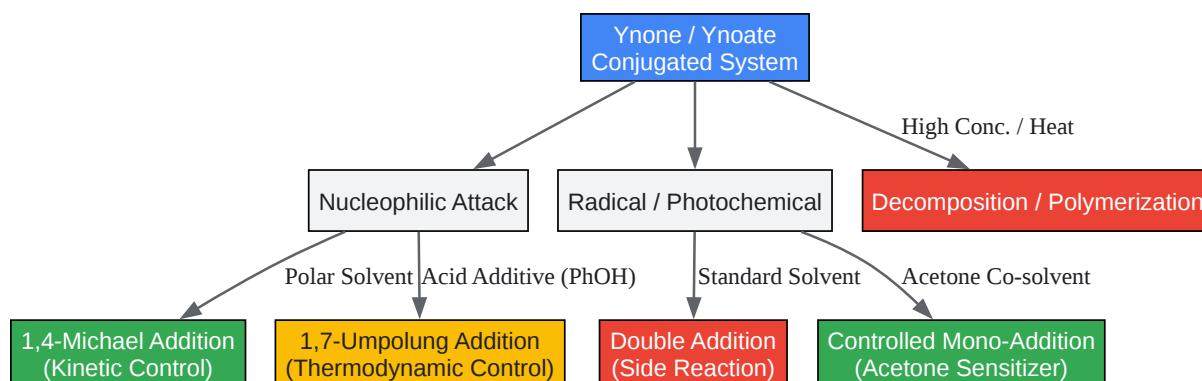 Ynone / Ynoate
Conjugated System
High Conc. / Heat
Nucleophilic Attack
Radical / Photochemical
Decomposition / Polymerization
Polar Solvent
Acid Additive (PhOH)
Standard Solvent
Acetone Co-solvent
1,4-Michael Addition
(Kinetic Control)
1,7-Umpolung Addition
(Thermodynamic Control)
Double Addition
(Side Reaction)
Controlled Mono-Addition
(Acetone Sensitizer)